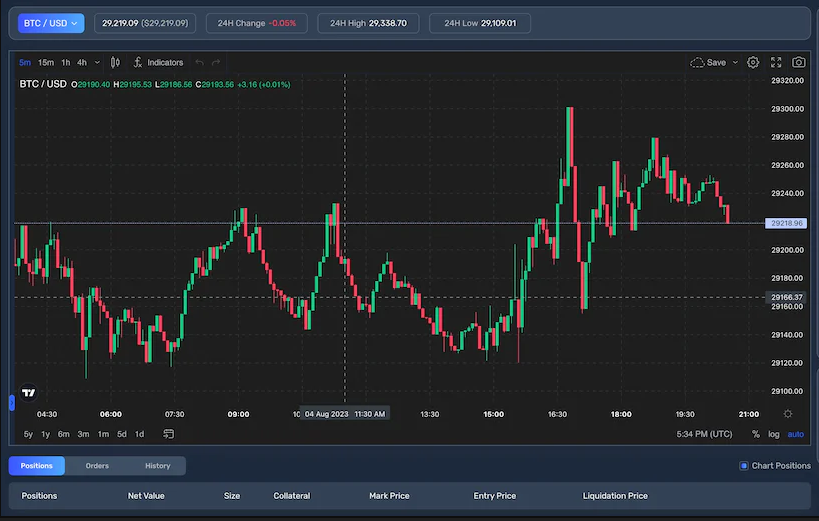 BTC / USD 29,219.09 ($29,219.09) 24H Change -0.05% 24H High 29,338.70 24H Low 29,109.01
5m 15m 1h 4h Indicators Save
BTC / USD O29190.40 H29195.53 L29186.56 C29193.56 +3.16 (+0.01%)
29320.00
29300.00
29280.00
29260.00
29240.00
29218.96
29200.00
29180.00
29166.37
29160.00
29140.00
29120.00
29100.00
04:30 06:00 07:30 09:00 10 04 Aug 2023 11:30 AM 13:30 15:00 16:30 18:00 19:30 21:00
5y 1y 6m 3m 1m 5d 1d 5:34 PM (UTC) % log auto
Positions Orders History Chart Positions
Positions Net Value Size Collateral Mark Price Entry Price Liquidation Price